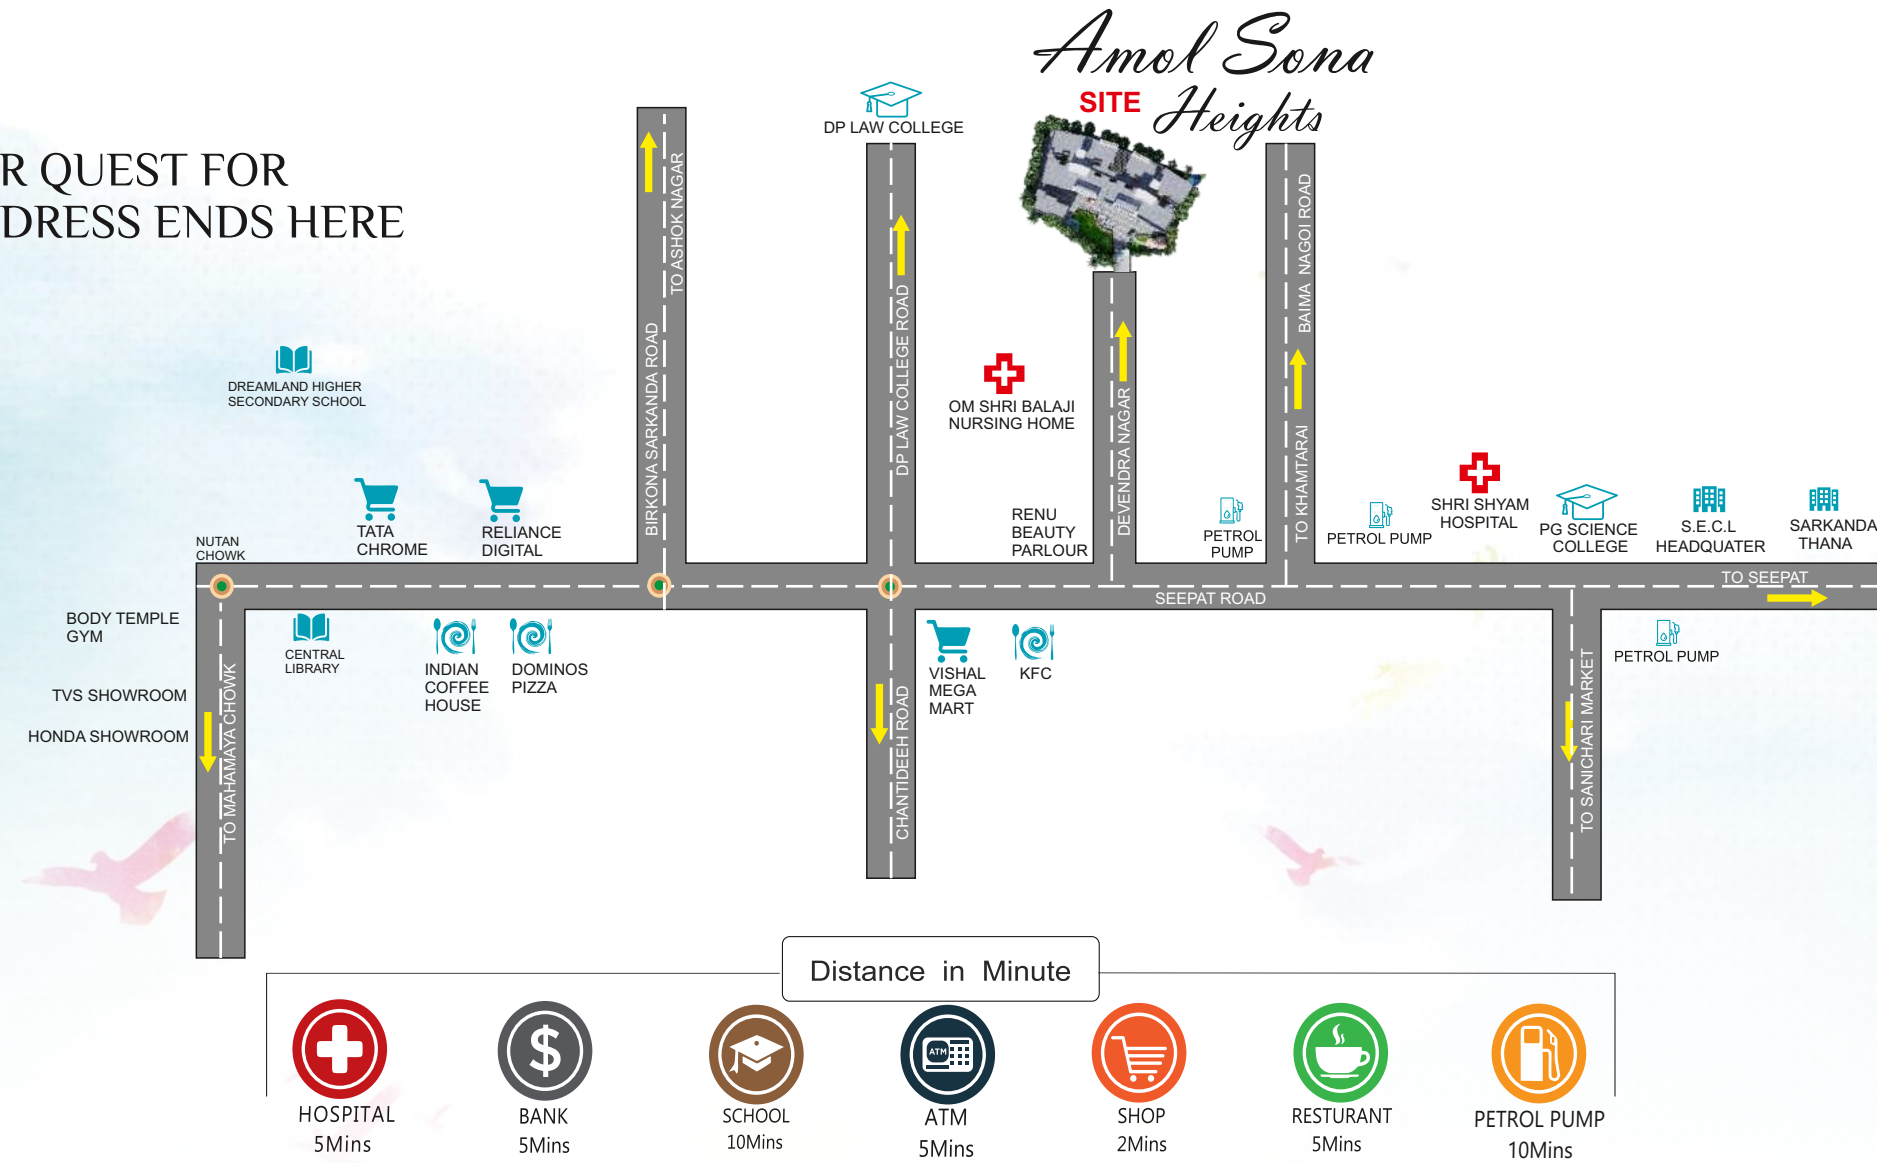 Amol Sona
Heights
SITE
R QUEST FOR
DRESS ENDS HERE
DP LAW COLLEGE
TO ASHOK NAGAR
BIRKONA SARKANDA ROAD
DP LAW COLLEGE ROAD
DEVENDRA NAGAR
BAIMA NAGOI ROAD
TO KHAMTARAI
DREAMLAND HIGHER
SECONDARY SCHOOL
OM SHRI BALAJI
NURSING HOME
NUTAN
CHOWK
TATA
CHROME
RELIANCE
DIGITAL
RENU
BEAUTY
PARLOUR
PETROL
PUMP
PETROL PUMP
SHRI SHYAM
HOSPITAL
PG SCIENCE
COLLEGE
S.E.C.L
HEADQUATER
SARKANDA
THANA
TO SEEPAT
SEEPAT ROAD
BODY TEMPLE
GYM
TVS SHOWROOM
HONDA SHOWROOM
TO MAHAMAYA CHOWK
CENTRAL
LIBRARY
INDIAN
COFFEE
HOUSE
DOMINOS
PIZZA
CHANTIDEEH ROAD
VISHAL
MEGA
MART
KFC
TO SANICHARI MARKET
PETROL PUMP
Distance in Minute
ATM
HOSPITAL
5Mins
BANK
5Mins
SCHOOL
10Mins
ATM
5Mins
SHOP
2Mins
RESTURANT
5Mins
PETROL PUMP
10Mins